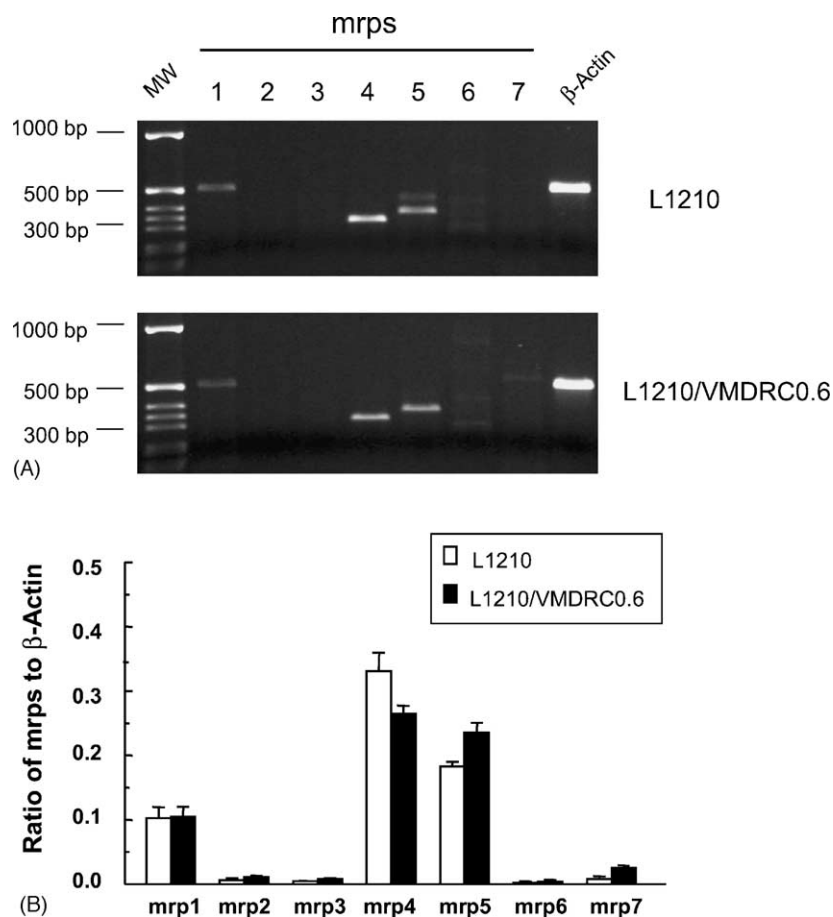 mrps
MW 1 2 3 4 5 6 7 β-Actin
1000 bp
500 bp
300 bp
L1210
1000 bp
500 bp
300 bp
L1210/VMDRC0.6
(A)
L1210
L1210/VMDRC0.6
Ratio of mrps to β-Actin
0.5
0.4
0.3
0.2
0.1
0.0
mrp1 mrp2 mrp3 mrp4 mrp5 mrp6 mrp7
(B)